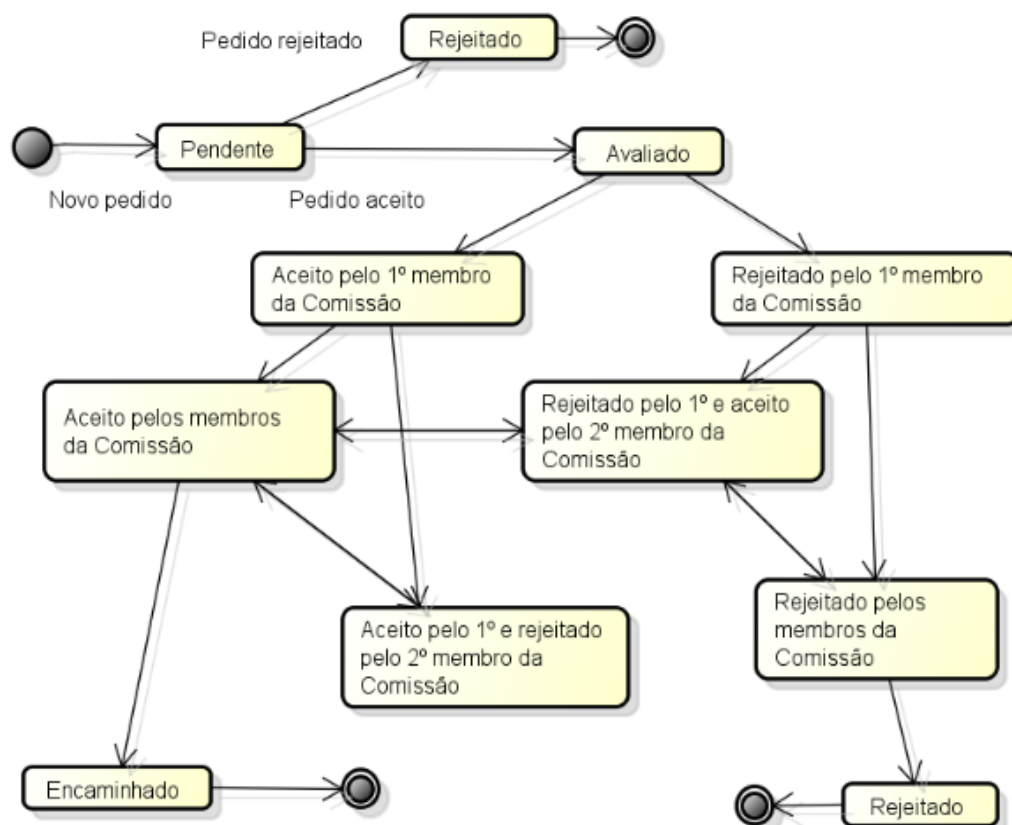 Pedido rejeitado
Rejeitado
Pendente
Avaliado
Novo pedido
Pedido aceito
Aceito pelo 1º membro
da Comissão
Rejeitado pelo 1º membro
da Comissão
Aceito pelos membros
da Comissão
Rejeitado pelo 1º e aceito
pelo 2º membro da
Comissão
Aceito pelo 1º e rejeitado
pelo 2º membro da
Comissão
Rejeitado pelos
membros da
Comissão
Encaminhado
Rejeitado